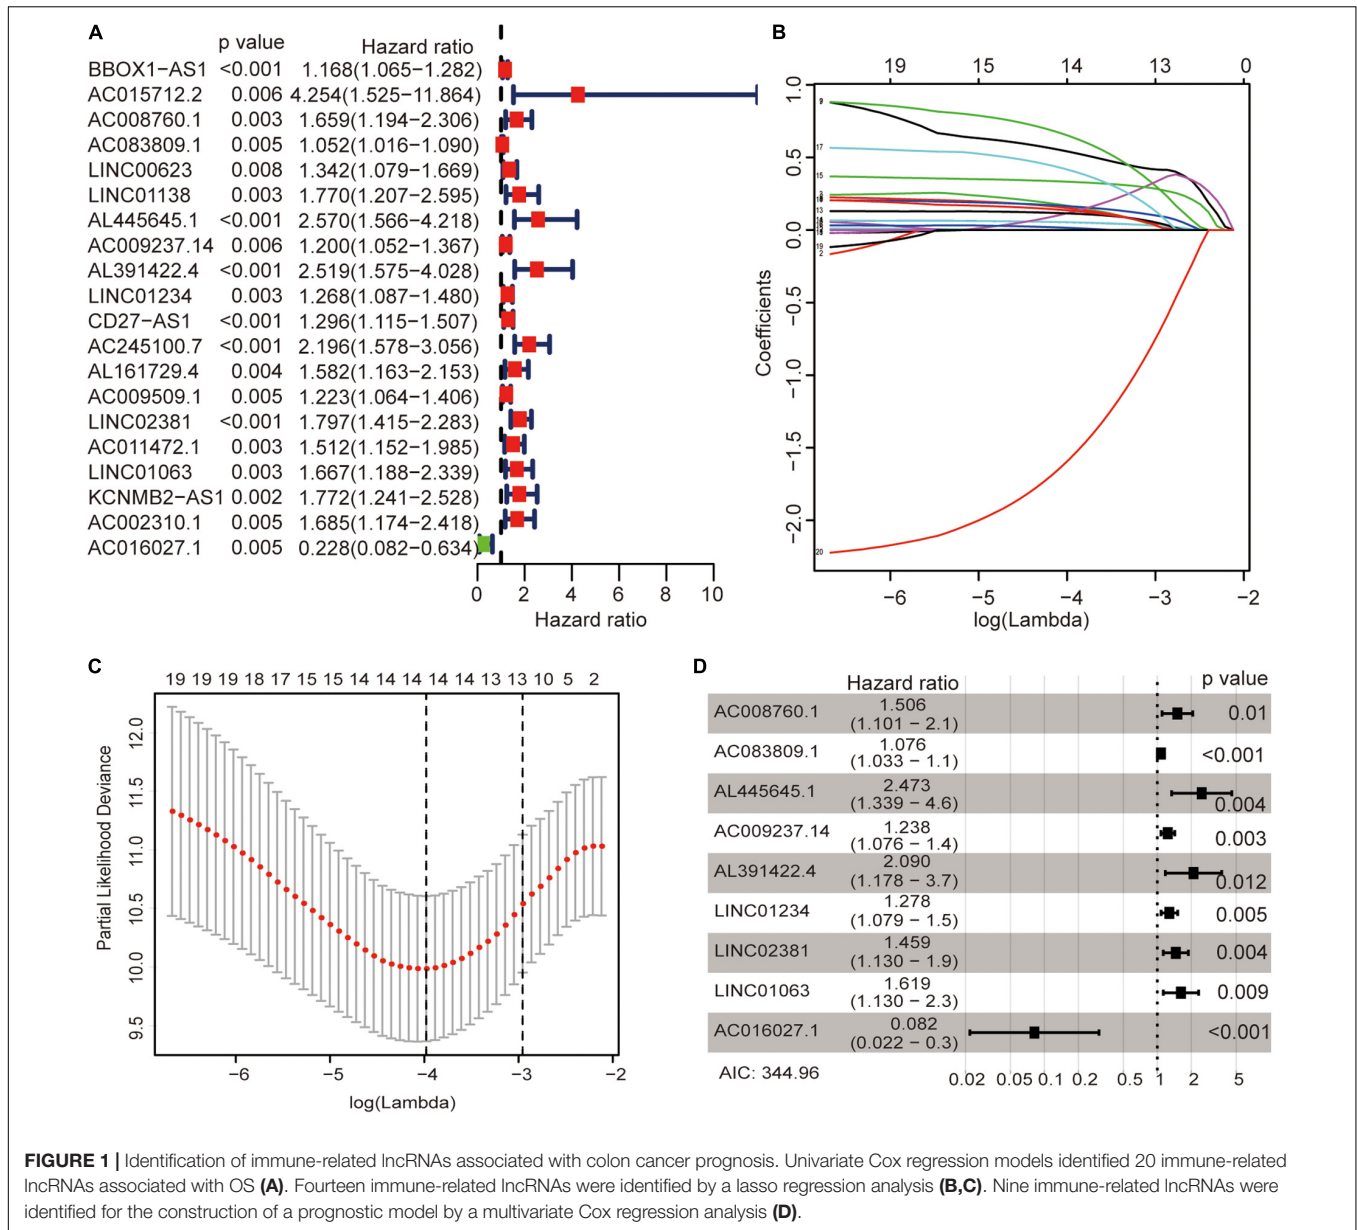 A
p value Hazard ratio
BBOX1−AS1 <0.001 1.168(1.065−1.282)
AC015712.2 0.006 4.254(1.525−11.864)
AC008760.1 0.003 1.659(1.194−2.306)
AC083809.1 0.005 1.052(1.016−1.090)
LINC00623 0.008 1.342(1.079−1.669)
LINC01138 0.003 1.770(1.207−2.595)
AL445645.1 <0.001 2.570(1.566−4.218)
AC009237.14 0.006 1.200(1.052−1.367)
AL391422.4 <0.001 2.519(1.575−4.028)
LINC01234 0.003 1.268(1.087−1.480)
CD27−AS1 <0.001 1.296(1.115−1.507)
AC245100.7 <0.001 2.196(1.578−3.056)
AL161729.4 0.004 1.582(1.163−2.153)
AC009509.1 0.005 1.223(1.064−1.406)
LINC02381 <0.001 1.797(1.415−2.283)
AC011472.1 0.003 1.512(1.152−1.985)
LINC01063 0.003 1.667(1.188−2.339)
KCNMB2−AS1 0.002 1.772(1.241−2.528)
AC002310.1 0.005 1.685(1.174−2.418)
AC016027.1 0.005 0.228(0.082−0.634)
0 2 4 6 8 10
Hazard ratio
B
19 15 14 13 0
1.0
0.5
0.0
−0.5
−1.0
−1.5
−2.0
Coefficients
17
15
13
19
2
20
−6 −5 −4 −3 −2
log(Lambda)
C
19 19 19 18 17 15 15 14 14 14 14 14 13 13 10 5 2
12.0
11.5
11.0
10.5
10.0
9.5
Partial Likelihood Deviance
−6 −5 −4 −3 −2
log(Lambda)
D
Hazard ratio p value
AC008760.1 1.506 (1.101 − 2.1) 0.01
AC083809.1 1.076 (1.033 − 1.1) <0.001
AL445645.1 2.473 (1.339 − 4.6) 0.004
AC009237.14 1.238 (1.076 − 1.4) 0.003
AL391422.4 2.090 (1.178 − 3.7) 0.012
LINC01234 1.278 (1.079 − 1.5) 0.005
LINC02381 1.459 (1.130 − 1.9) 0.004
LINC01063 1.619 (1.130 − 2.3) 0.009
AC016027.1 0.082 (0.022 − 0.3) <0.001
AIC: 344.96
0.02 0.05 0.1 0.2 0.5 1 2 5
FIGURE 1 | Identification of immune-related lncRNAs associated with colon cancer prognosis. Univariate Cox regression models identified 20 immune-related
lncRNAs associated with OS (A). Fourteen immune-related lncRNAs were identified by a lasso regression analysis (B,C). Nine immune-related lncRNAs were
identified for the construction of a prognostic model by a multivariate Cox regression analysis (D).